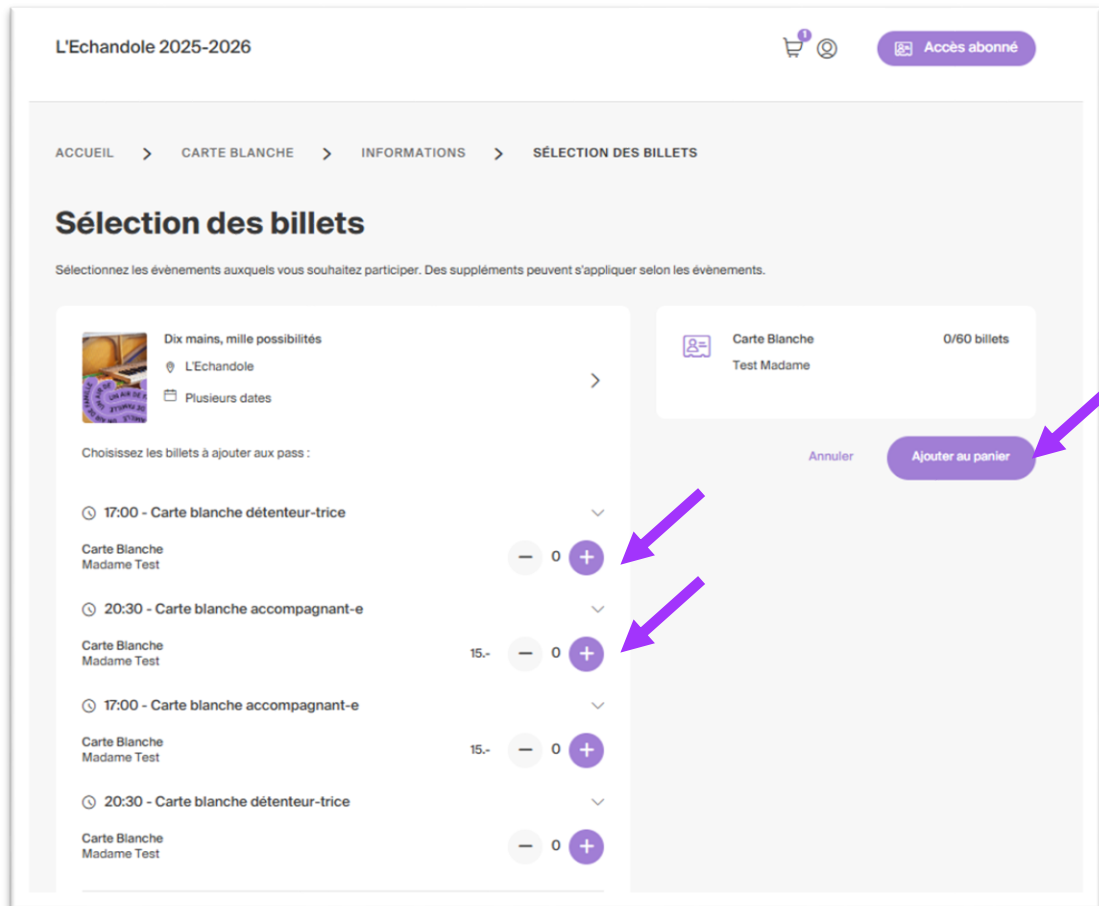 L'Echandole 2025-2026
1
Accès abonné
ACCUEIL > CARTE BLANCHE > INFORMATIONS > SÉLECTION DES BILLETS
Sélection des billets
Sélectionnez les évènements auxquels vous souhaitez participer. Des suppléments peuvent s'appliquer selon les évènements.
Dix mains, mille possibilités
L'Echandole
Plusieurs dates
UN AIR DE FAMILLE
Choisissez les billets à ajouter aux pass :
17:00 - Carte blanche détenteur-trice
Carte Blanche
Madame Test
− 0 +
20:30 - Carte blanche accompagnant-e
Carte Blanche
Madame Test
15.- − 0 +
17:00 - Carte blanche accompagnant-e
Carte Blanche
Madame Test
15.- − 0 +
20:30 - Carte blanche détenteur-trice
Carte Blanche
Madame Test
− 0 +
Carte Blanche 0/60 billets
Test Madame
Annuler
Ajouter au panier